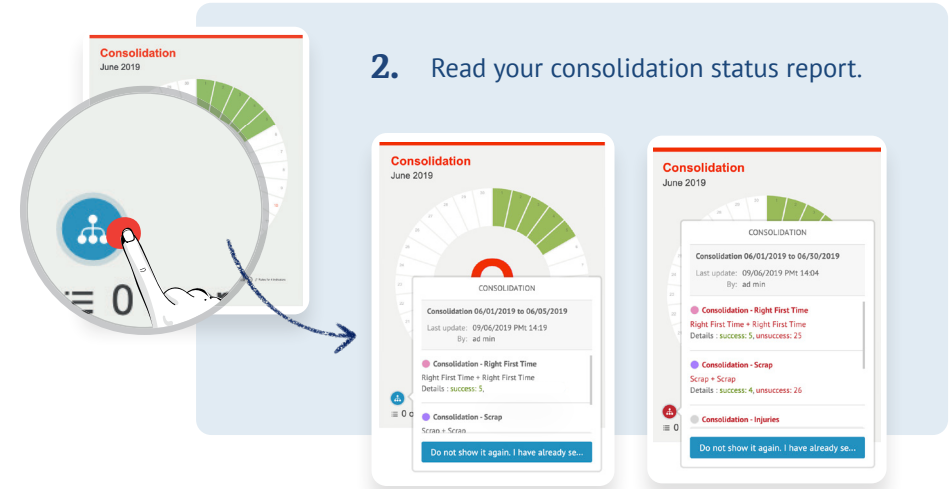 Consolidation
June 2019
0
2. Read your consolidation status report.
Consolidation
June 2019
CONSOLIDATION
Consolidation 06/01/2019 to 06/05/2019
Last update: 09/06/2019 PMt 14:19
By: ad min
Consolidation - Right First Time
Right First Time + Right First Time
Details : success: 5,
Consolidation - Scrap
Scrap + Scrap
0 o
Do not show it again. I have already se...
Consolidation
June 2019
CONSOLIDATION
Consolidation 06/01/2019 to 06/30/2019
Last update: 09/06/2019 PMt 14:04
By: ad min
Consolidation - Right First Time
Right First Time + Right First Time
Details : success: 5, unsuccess: 25
Consolidation - Scrap
Scrap + Scrap
Details : success: 4, unsuccess: 26
Consolidation - Injuries
0
Do not show it again. I have already se...